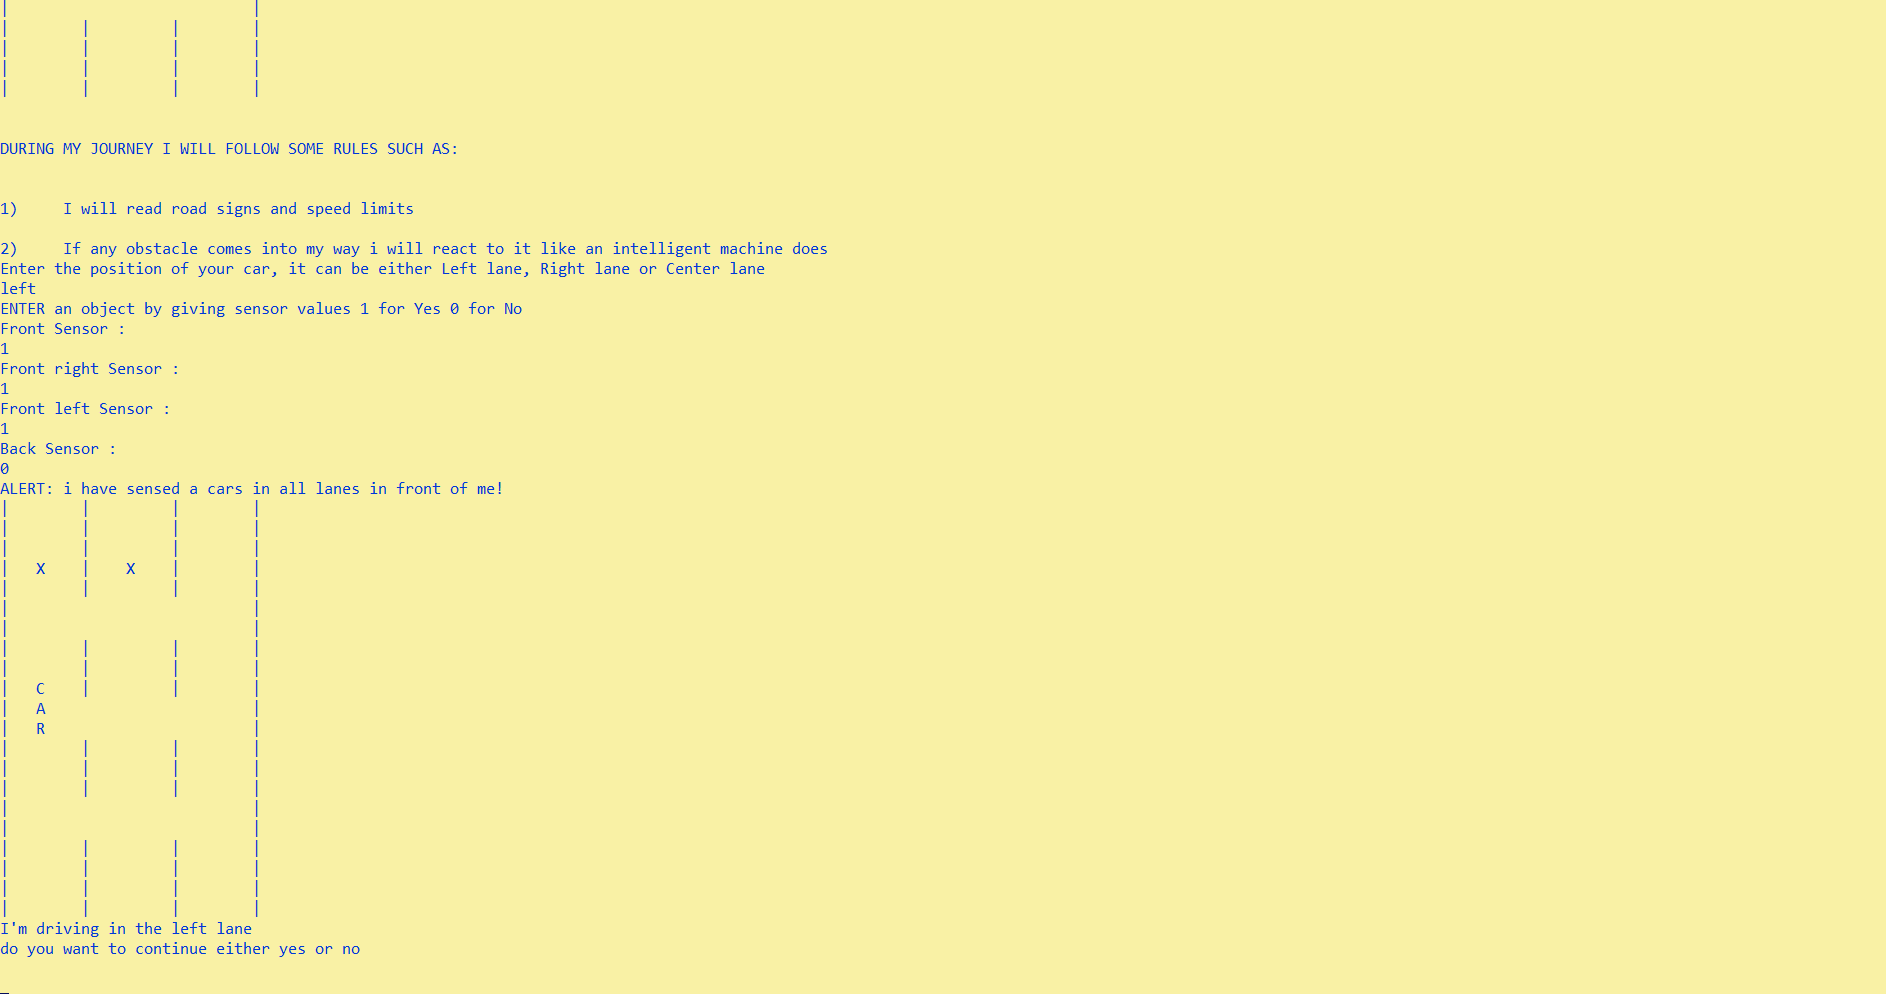 |                           |
|        |         |        |
|        |         |        |
|        |         |        |
|        |         |        |
DURING MY JOURNEY I WILL FOLLOW SOME RULES SUCH AS:
1)     I will read road signs and speed limits
2)     If any obstacle comes into my way i will react to it like an intelligent machine does
Enter the position of your car, it can be either Left lane, Right lane or Center lane
left
ENTER an object by giving sensor values 1 for Yes 0 for No
Front Sensor :
1
Front right Sensor :
1
Front left Sensor :
1
Back Sensor :
0
ALERT: i have sensed a cars in all lanes in front of me!
|        |         |        |
|        |         |        |
|        |         |        |
|   X    |    X    |        |
|        |         |        |
|                           |
|                           |
|        |         |        |
|        |         |        |
|   C    |         |        |
|   A                       |
|   R                       |
|        |         |        |
|        |         |        |
|        |         |        |
|                           |
|                           |
|        |         |        |
|        |         |        |
|        |         |        |
|        |         |        |
I'm driving in the left lane
do you want to continue either yes or no
_